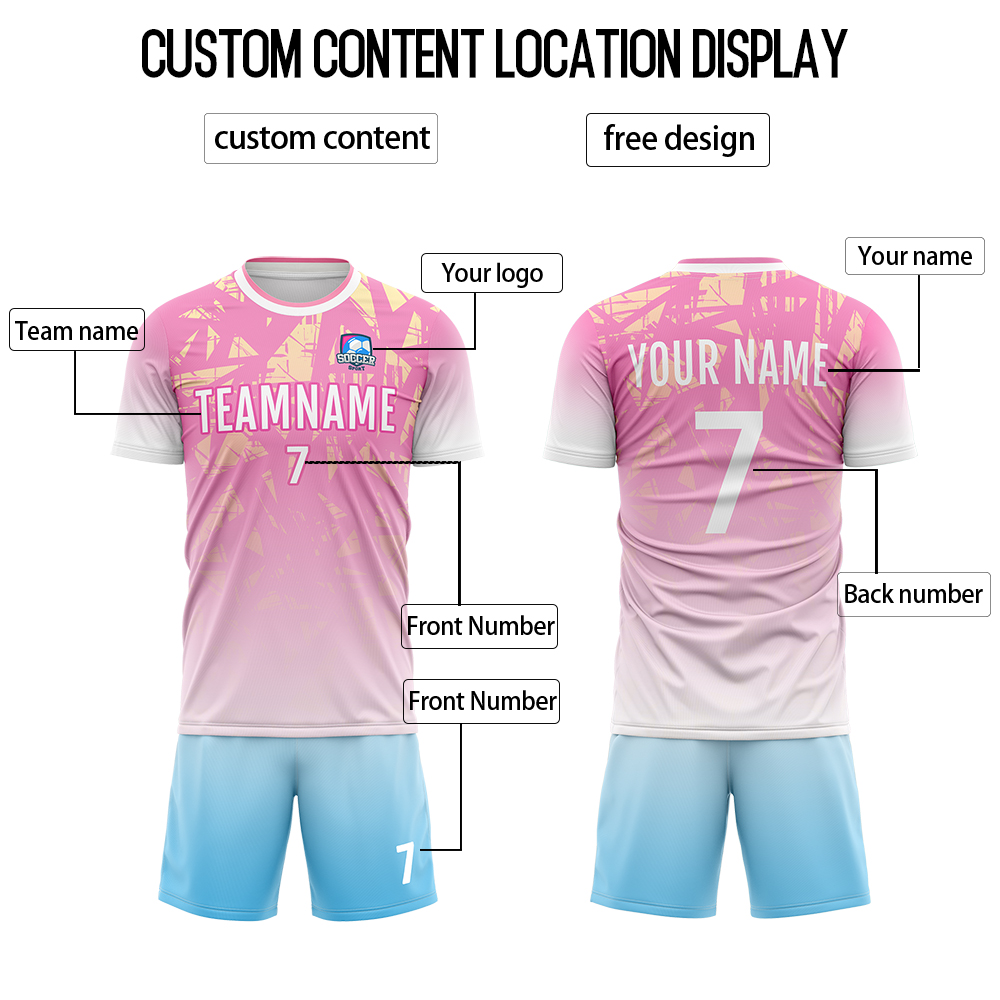 CUSTOM CONTENT LOCATION DISPLAY
custom content
free design
Your name
Your logo
Team name
SOCCER
SPORT
TEAMNAME
7
YOUR NAME
7
Back number
Front Number
Front Number
7